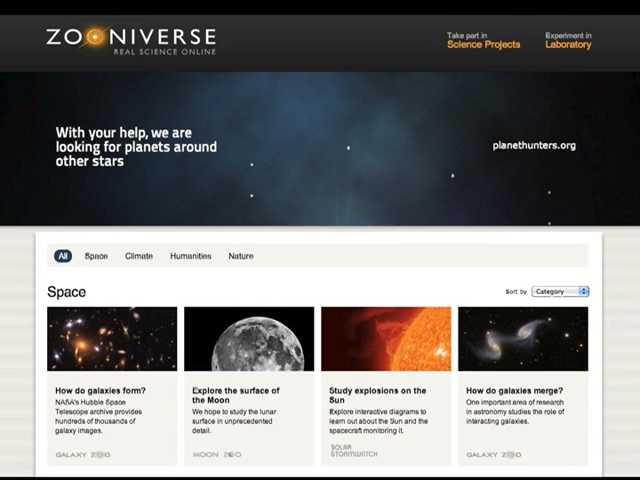 ZOONIVERSE
REAL SCIENCE ONLINE
Take part in
Science Projects
Experiment in
Laboratory
With your help, we are
looking for planets around
other stars
planethunters.org
All Space Climate Humanities Nature
Space
Sort by Category
How do galaxies form?
NASA's Hubble Space
Telescope archive provides
hundreds of thousands of
galaxy images.
GALAXY ZOO
Explore the surface of
the Moon
We hope to study the lunar
surface in unprecedented
detail.
MOON ZOO
Study explosions on the
Sun
Explore interactive diagrams to
learn out about the Sun and the
spacecraft monitoring it.
SOLAR
STORMWATCH
How do galaxies merge?
One important area of research
in astronomy studies the role of
interacting galaxies.
GALAXY ZOO